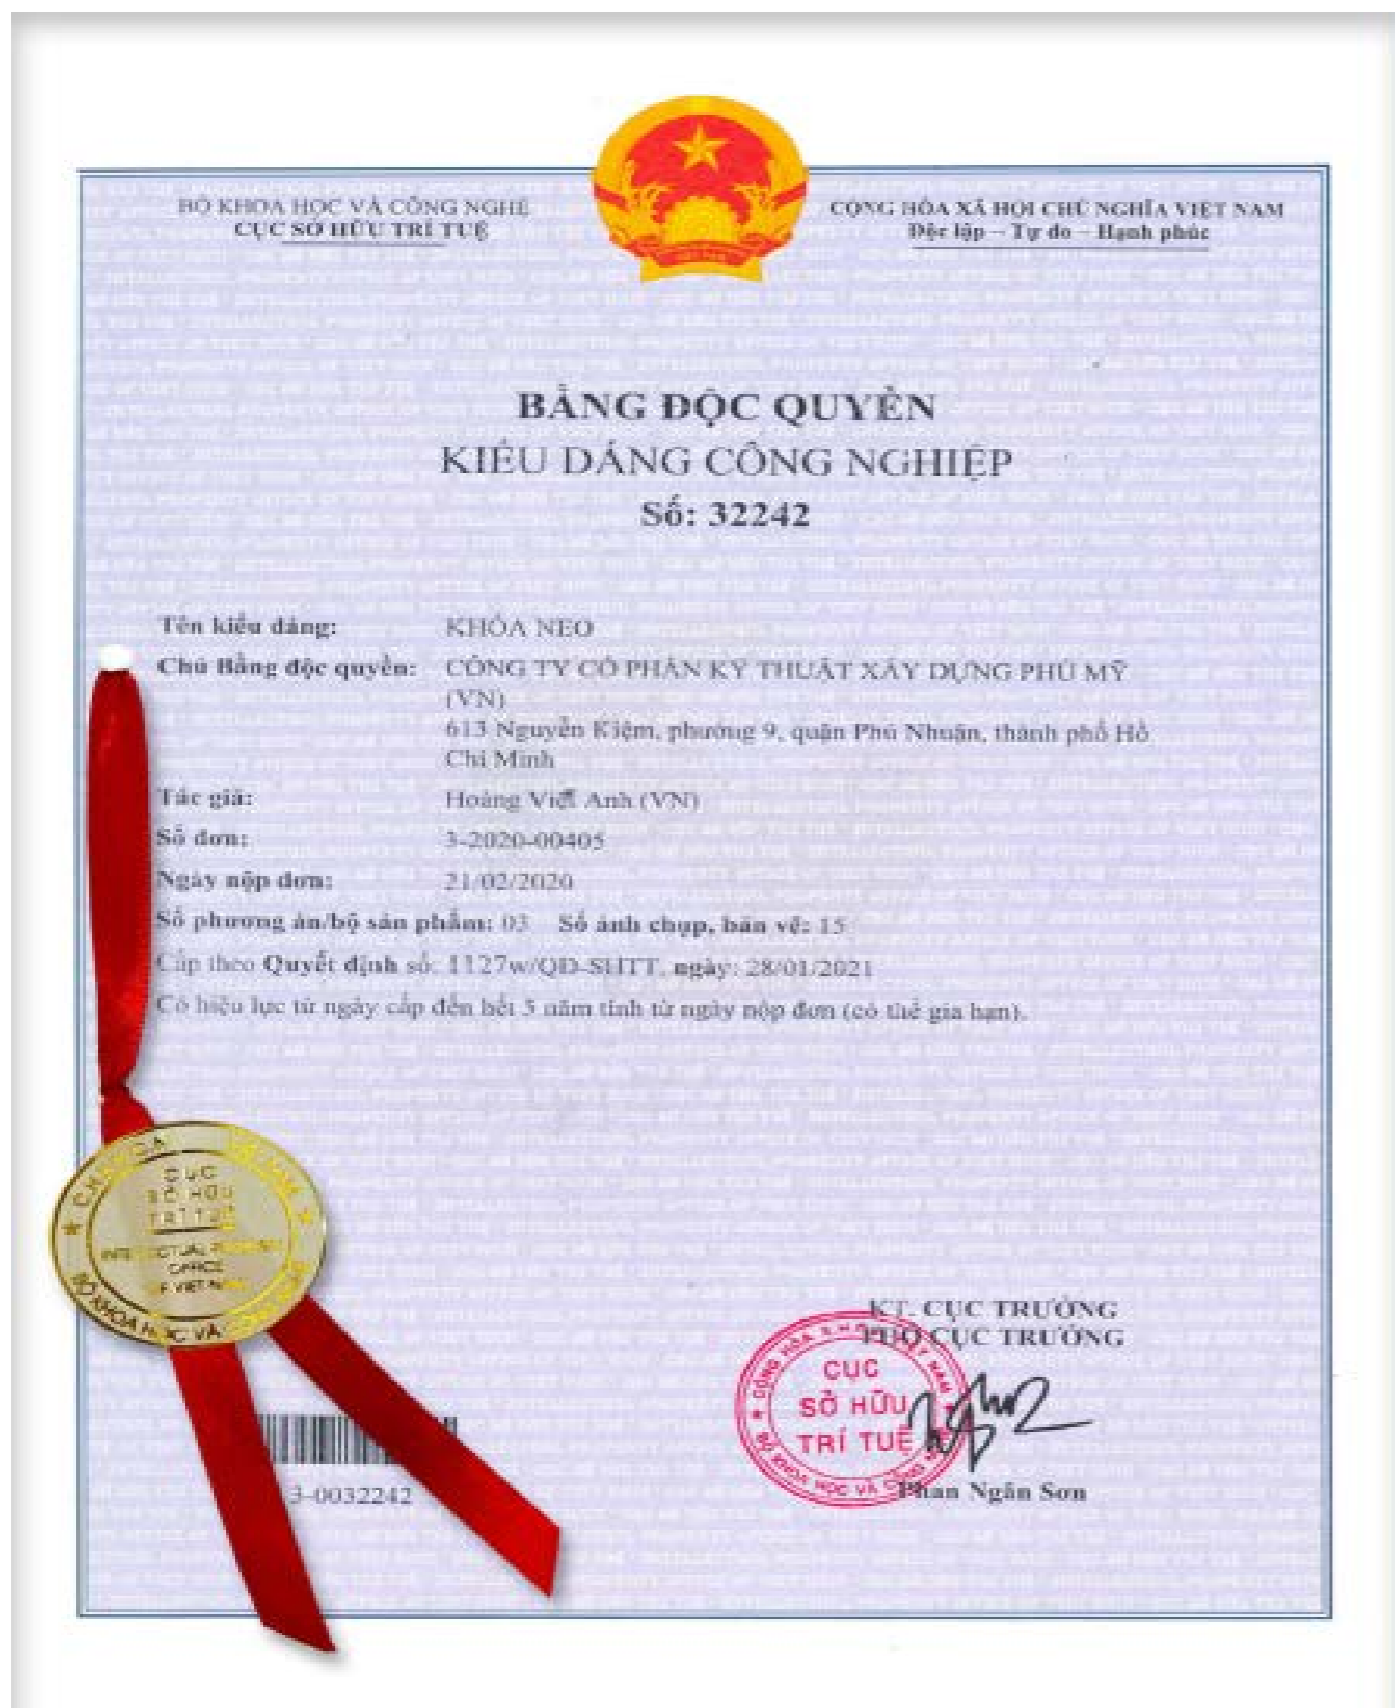 BỘ KHOA HỌC VÀ CÔNG NGHỆ
CỤC SỞ HỮU TRÍ TUỆ
CỘNG HÒA XÃ HỘI CHỦ NGHĨA VIỆT NAM
Độc lập – Tự do – Hạnh phúc
BẰNG ĐỘC QUYỀN
KIỂU DÁNG CÔNG NGHIỆP
Số: 32242
Tên kiểu dáng: KHÓA NEO
Chủ Bằng độc quyền: CÔNG TY CỔ PHẦN KỸ THUẬT XÂY DỰNG PHÚ MỸ
(VN)
613 Nguyễn Kiệm, phường 9, quận Phú Nhuận, thành phố Hồ
Chí Minh
Tác giả: Hoàng Việt Anh (VN)
Số đơn: 3-2020-00405
Ngày nộp đơn: 21/02/2020
Số phương án/bộ sản phẩm: 03 Số ảnh chụp, bản vẽ: 15
Cấp theo Quyết định số: 1127w/QĐ-SHTT, ngày: 28/01/2021
Có hiệu lực từ ngày cấp đến hết 5 năm tính từ ngày nộp đơn (có thể gia hạn).
CỤC
SỞ HỮU
TRÍ TUỆ
OFFICE
OF VIET NAM
BỘ KHOA HỌC VÀ
KT. CỤC TRƯỞNG
PHÓ CỤC TRƯỞNG
CỤC
SỞ HỮU
TRÍ TUỆ
Phan Ngân Sơn
3-0032242